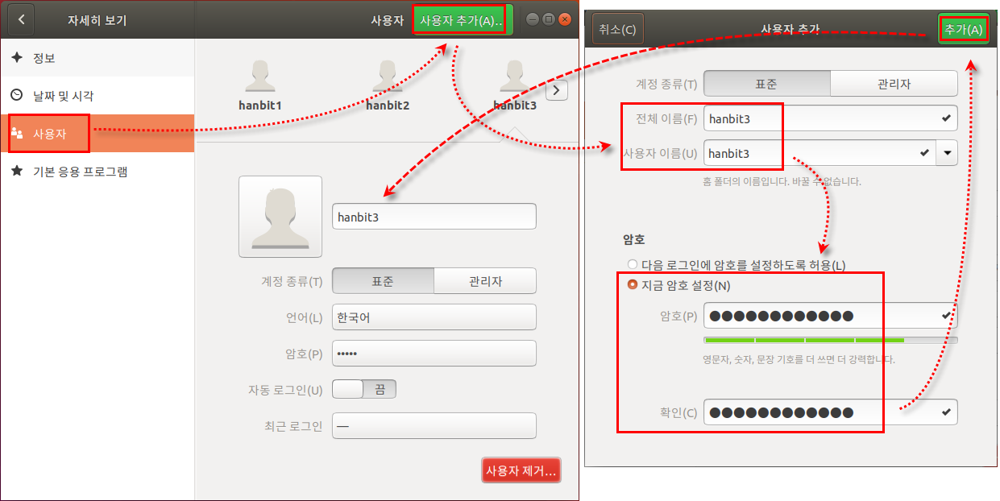 자세히 보기
사용자
사용자 추가(A)..
정보
날짜 및 시각
사용자
기본 응용 프로그램
hanbit1
hanbit2
hanbit3
hanbit3
계정 종류(T)
표준
관리자
언어(L)
한국어
암호(P)
•••••
자동 로그인(U)
끔
최근 로그인
—
사용자 제거...
취소(C)
사용자 추가
추가(A)
계정 종류(T)
표준
관리자
전체 이름(F)
hanbit3
사용자 이름(U)
hanbit3
홈 폴더의 이름입니다. 바꿀 수 없습니다.
암호
다음 로그인에 암호를 설정하도록 허용(L)
지금 암호 설정(N)
암호(P)
●●●●●●●●●●●●
영문자, 숫자, 문장 기호를 더 쓰면 더 강력합니다.
확인(C)
●●●●●●●●●●●●